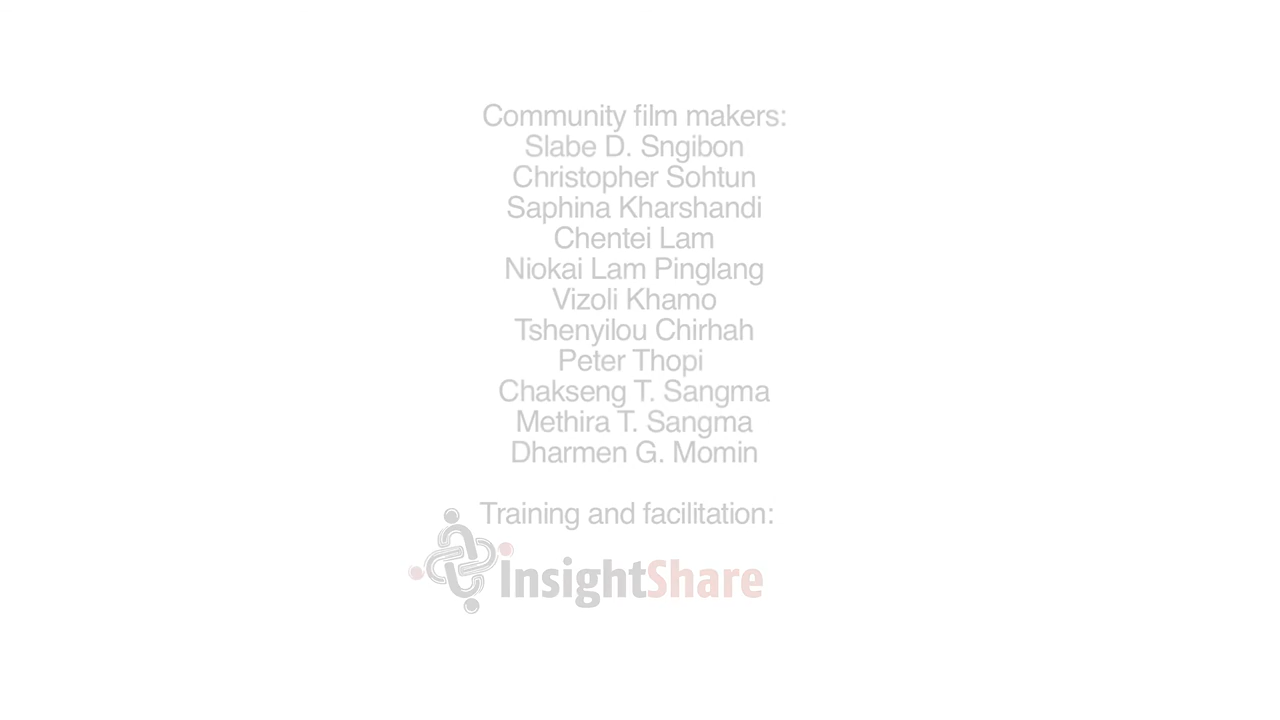 Community film makers:
Slabe D. Sngibon
Christopher Sohtun
Saphina Kharshandi
Chentei Lam
Niokai Lam Pinglang
Vizoli Khamo
Tshenyilou Chirhah
Peter Thopi
Chakseng T. Sangma
Methira T. Sangma
Dharmen G. Momin
Training and facilitation:
InsightShare